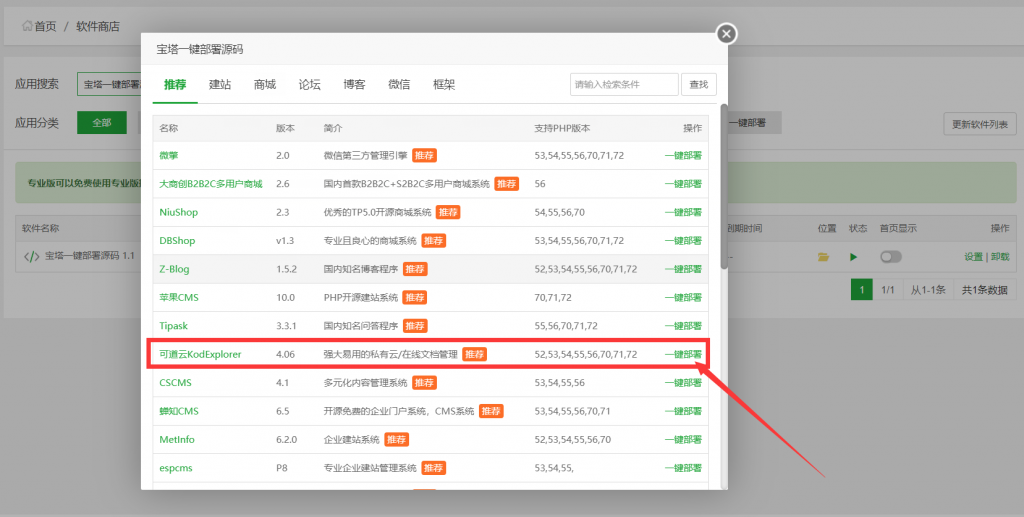 首页 / 软件商店
应用搜索 宝塔一键部署
应用分类 全部 一键部署 更新软件列表
专业版可以免费使用专业版
软件名称 到期时间 位置 状态 首页显示 操作
宝塔一键部署源码 1.1 -- 设置 | 卸载
1 1/1 从1-1条 共1条数据
宝塔一键部署源码
推荐 建站 商城 论坛 博客 微信 框架 请输入检索条件 查找
名称 版本 简介 支持PHP版本 操作
微擎 2.0 微信第三方管理引擎 推荐 53,54,55,56,70,71,72 一键部署
大商创B2B2C多用户商城 2.6 国内首款B2B2C+S2B2C多用户商城系统 推荐 56 一键部署
NiuShop 2.3 优秀的TP5.0开源商城系统 推荐 54,55,56,70 一键部署
DBShop v1.3 专业且良心的商城系统 推荐 53,54,55,56,70,71,72 一键部署
Z-Blog 1.5.2 国内知名博客程序 推荐 52,53,54,55,56,70,71,72 一键部署
苹果CMS 10.0 PHP开源建站系统 推荐 70,71,72 一键部署
Tipask 3.3.1 国内知名问答程序 推荐 55,56,70,71,72 一键部署
可道云KodExplorer 4.06 强大易用的私有云/在线文档管理 推荐 52,53,54,55,56,70,71,72 一键部署
CSCMS 4.1 多元化内容管理系统 推荐 53,54,55,56 一键部署
蝉知CMS 6.5 开源免费的企业门户系统，CMS系统 推荐 53,54,55,56,70,71 一键部署
MetInfo 6.2.0 企业建站系统 推荐 52,53,54,55,56,70 一键部署
espcms P8 专业企业建站管理系统 推荐 53,54,55, 一键部署